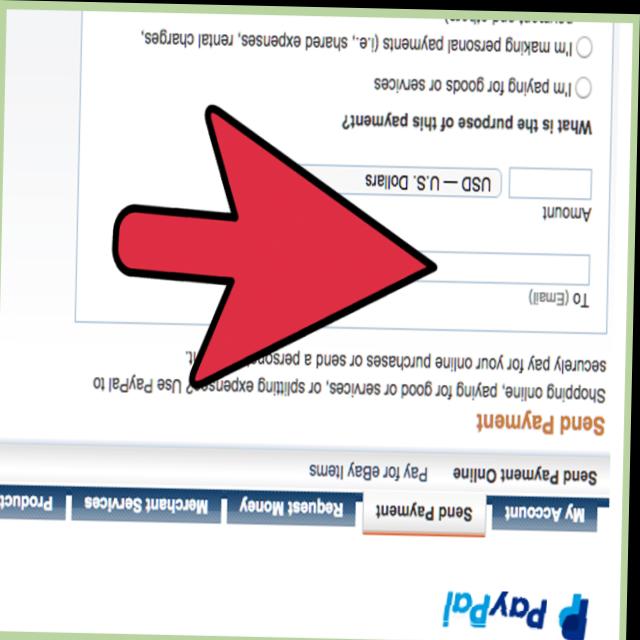 PayPal
My Account
Send Payment
Request Money
Merchant Services
Product
Send Payment Online
Pay for eBay Items
Send Payment
Shopping online, paying for good or services, or splitting expenses? Use PayPal to
securely pay for your online purchases or send a
To (Email)
Amount
USD — U.S. Dollars
What is the purpose of this payment?
I'm paying for goods or services
I'm making personal payments (i.e., shared expenses, rental charges,